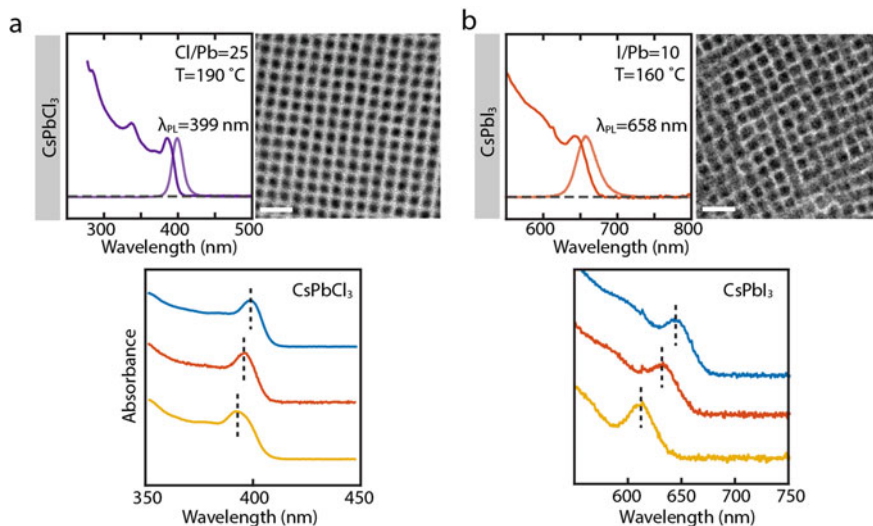 a
CsPbCl₃
Cl/Pb=25
T=190 °C
λPL=399 nm
300 400 500
Wavelength (nm)
b
CsPbI₃
I/Pb=10
T=160 °C
λPL=658 nm
600 700 800
Wavelength (nm)
CsPbCl₃
Absorbance
350 400 450
Wavelength (nm)
CsPbI₃
600 650 700 750
Wavelength (nm)